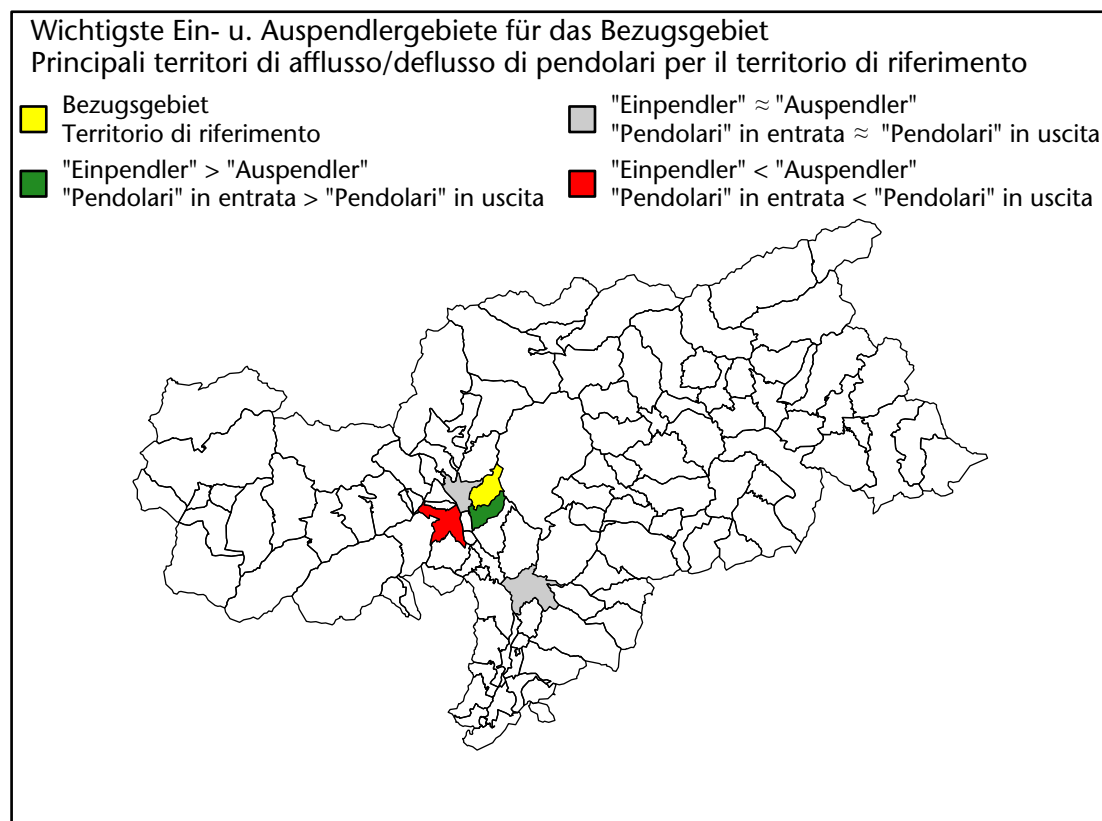 Wichtigste Ein- u. Auspendlergebiete für das Bezugsgebiet
Principali territori di afflusso/deflusso di pendolari per il territorio di riferimento
Bezugsgebiet
Territorio di riferimento
"Einpendler" > "Auspendler"
"Pendolari" in entrata > "Pendolari" in uscita
"Einpendler" ≈ "Auspendler"
"Pendolari" in entrata ≈ "Pendolari" in uscita
"Einpendler" < "Auspendler"
"Pendolari" in entrata < "Pendolari" in uscita